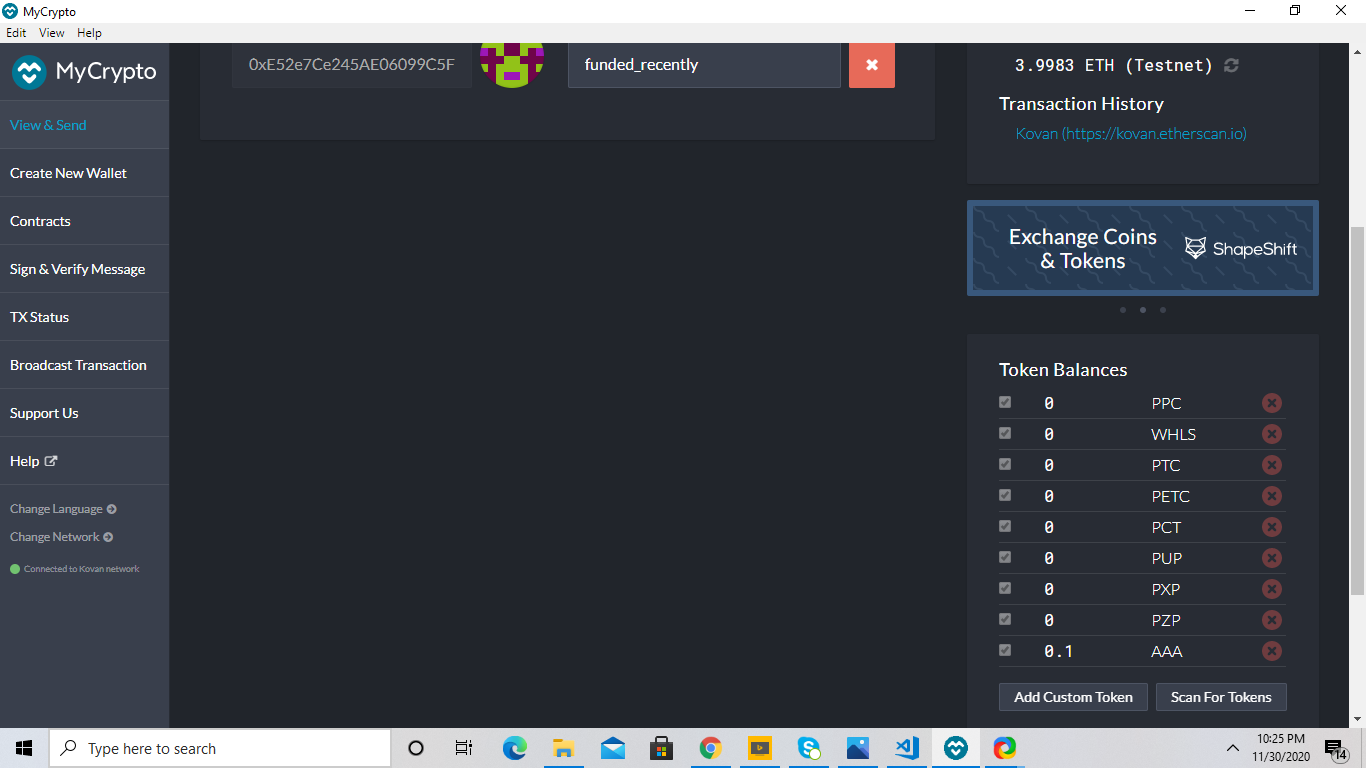 MyCrypto
Edit View Help
MyCrypto
View & Send
Create New Wallet
Contracts
Sign & Verify Message
TX Status
Broadcast Transaction
Support Us
Help
Change Language
Change Network
Connected to Kovan network
0xE52e7Ce245AE06099C5F
funded_recently
3.9983 ETH (Testnet)
Transaction History
Kovan (https://kovan.etherscan.io)
Exchange Coins
& Tokens
ShapeShift
Token Balances
0 PPC
0 WHLS
0 PTC
0 PETC
0 PCT
0 PUP
0 PXP
0 PZP
0.1 AAA
Add Custom Token Scan For Tokens
Type here to search
10:25 PM
11/30/2020
14